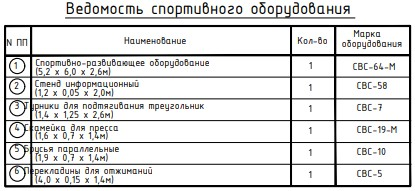 Ведомость спортивного оборудования
N ПП Наименование Кол-во Марка оборудования
1 Спортивно-развивающее оборудование (5,2 x 6,0 x 2,6м) 1 СВС-64-М
2 Стенд информационный (1,2 x 0,05 x 2,0м) 1 СВС-58
3 Турники для подтягивания треугольник (1,4 x 1,25 x 2,6м) 1 СВС-7
4 Скамейка для пресса (1,6 x 0,7 x 1,4м) 1 СВС-19-М
5 Брусья параллельные (1,9 x 0,7 x 1,4м) 1 СВС-10
6 Перекладины для отжиманий (4,0 x 0,15 x 1,4м) 1 СВС-5